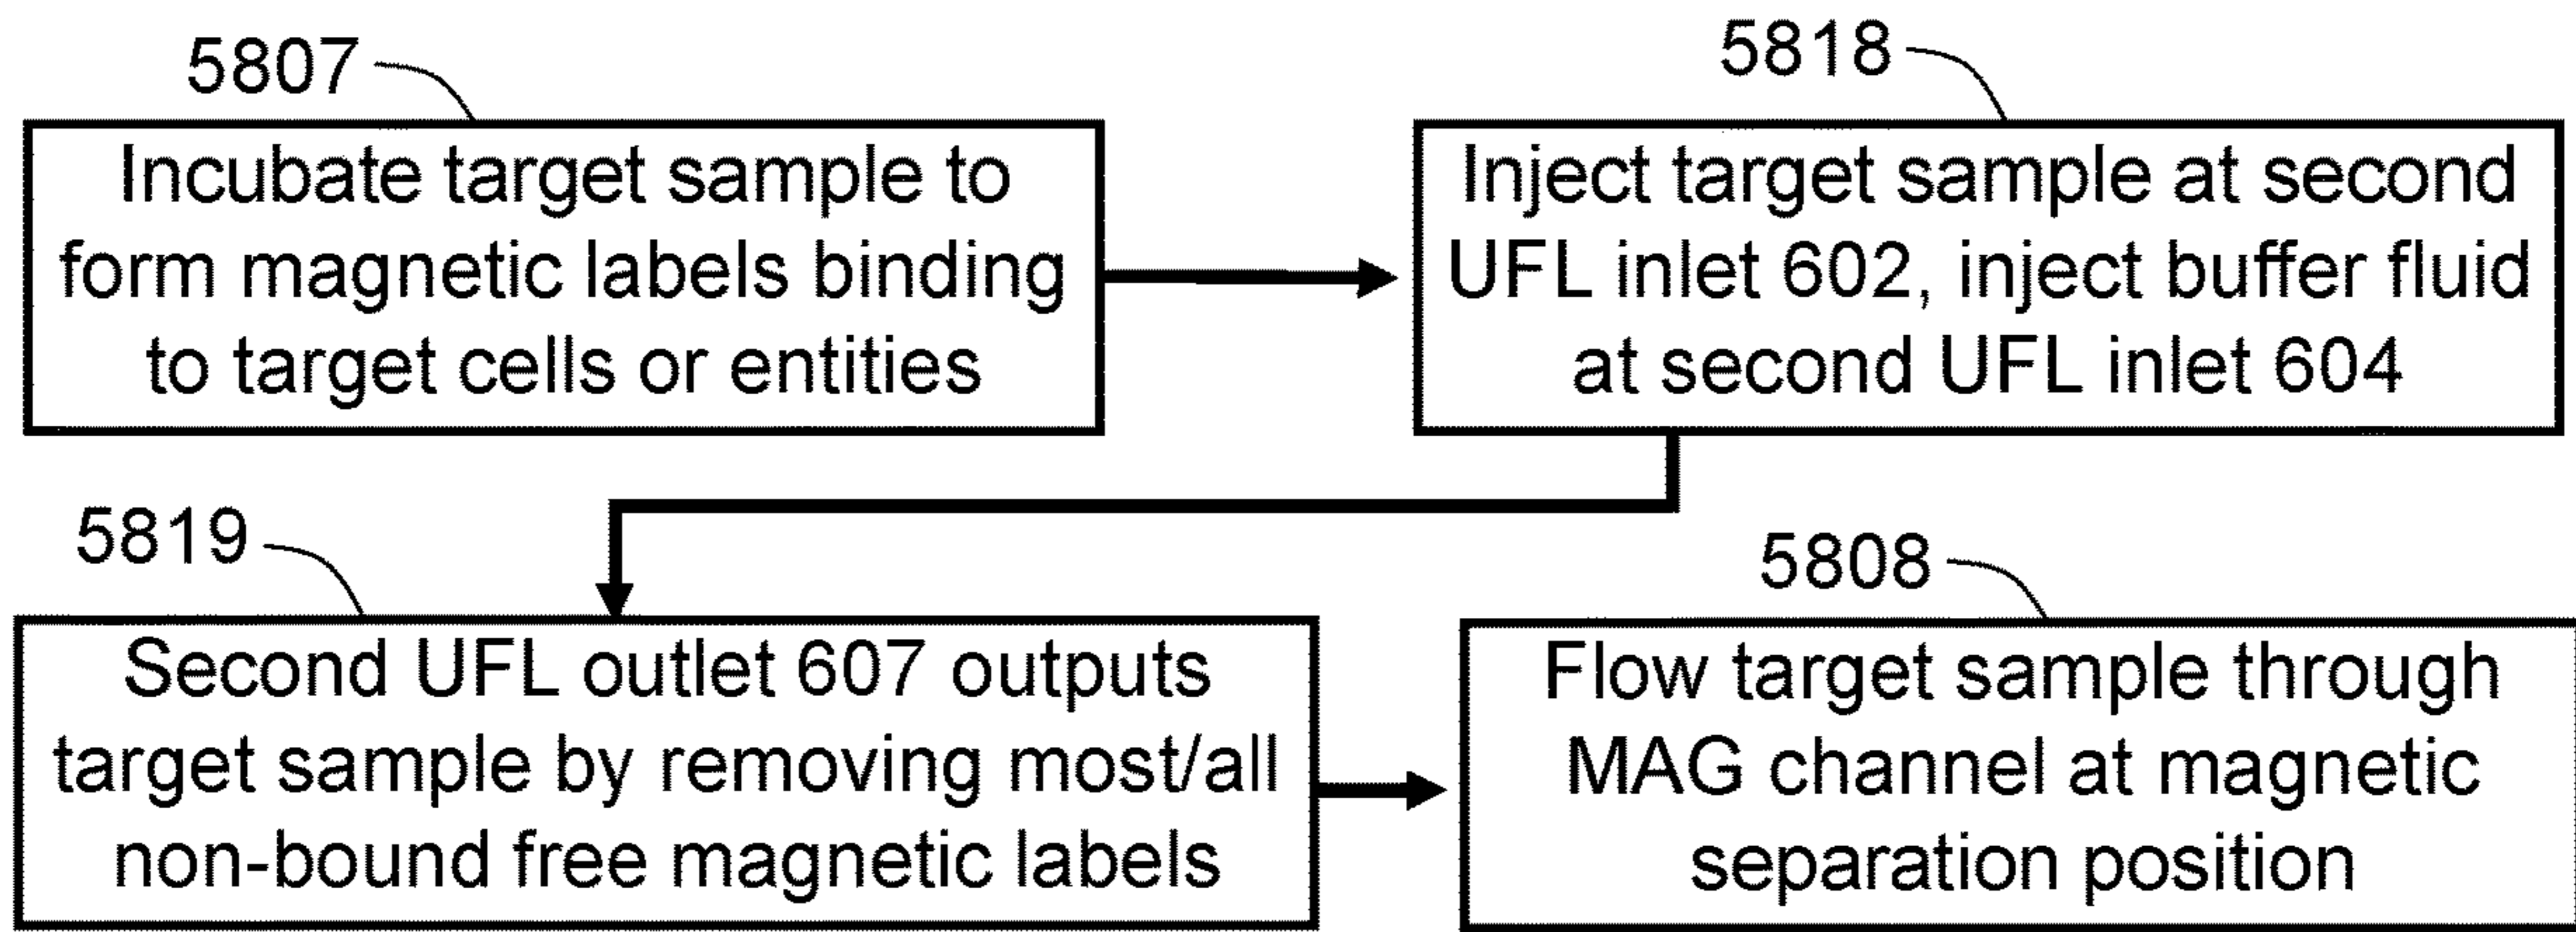 5807
Incubate target sample to
form magnetic labels binding
to target cells or entities
5818
Inject target sample at second
UFL inlet 602, inject buffer fluid
at second UFL inlet 604
5819
Second UFL outlet 607 outputs
target sample by removing most/all
non-bound free magnetic labels
5808
Flow target sample through
MAG channel at magnetic
separation position